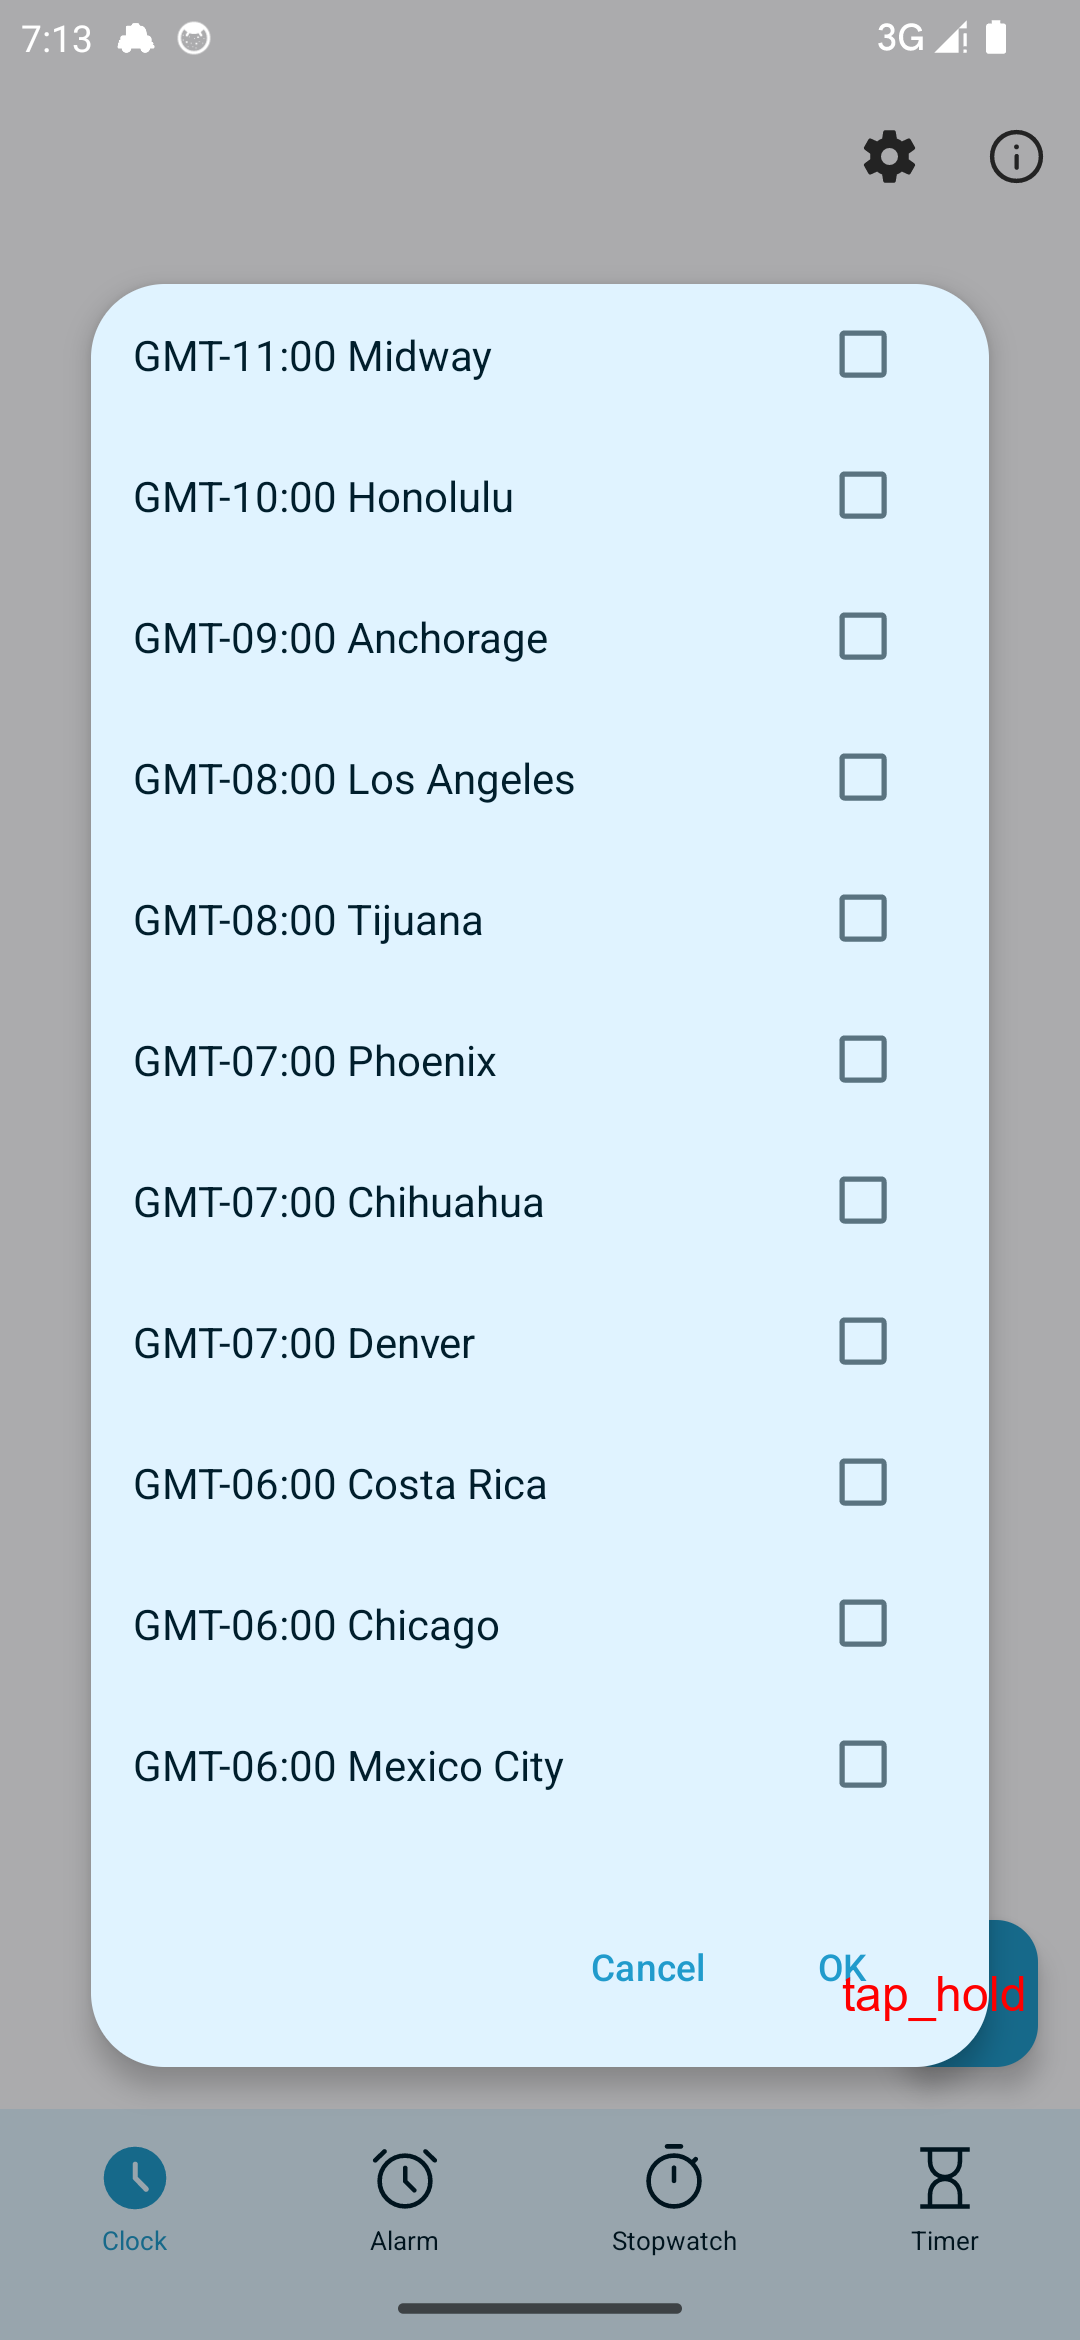 7:13
3G
GMT-11:00 Midway
GMT-10:00 Honolulu
GMT-09:00 Anchorage
GMT-08:00 Los Angeles
GMT-08:00 Tijuana
GMT-07:00 Phoenix
GMT-07:00 Chihuahua
GMT-07:00 Denver
GMT-06:00 Costa Rica
GMT-06:00 Chicago
GMT-06:00 Mexico City
Cancel OK
tap_hold
Clock Alarm Stopwatch Timer